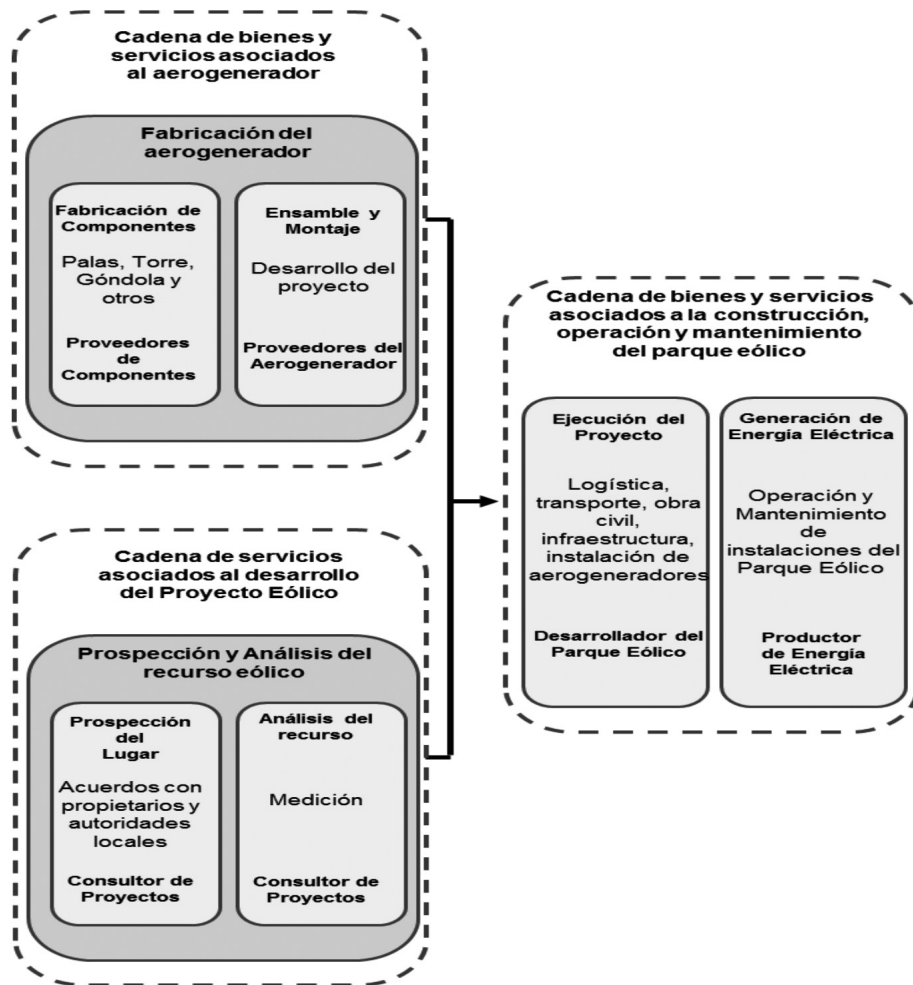 Cadena de bienes y
servicios asociados
al aerogenerador
Fabricación del
aerogenerador
Fabricación de
Componentes
Palas, Torre,
Góndola y
otros
Proveedores
de
Componentes
Ensamble y
Montaje
Desarrollo del
proyecto
Proveedores del
Aerogenerador
Cadena de servicios
asociados al desarrollo
del Proyecto Eólico
Prospección y Análisis del
recurso eólico
Prospección
del
Lugar
Acuerdos con
propietarios y
autoridades
locales
Consultor de
Proyectos
Análisis del
recurso
Medición
Consultor de
Proyectos
Cadena de bienes y servicios
asociados a la construcción,
operación y mantenimiento
del parque eólico
Ejecución del
Proyecto
Logística,
transporte, obra
civil,
infraestructura,
instalación de
aerogeneradores
Desarrollador del
Parque Eólico
Generación de
Energía Eléctrica
Operación y
Mantenimiento
de
instalaciones del
Parque Eólico
Productor
de Energía
Eléctrica